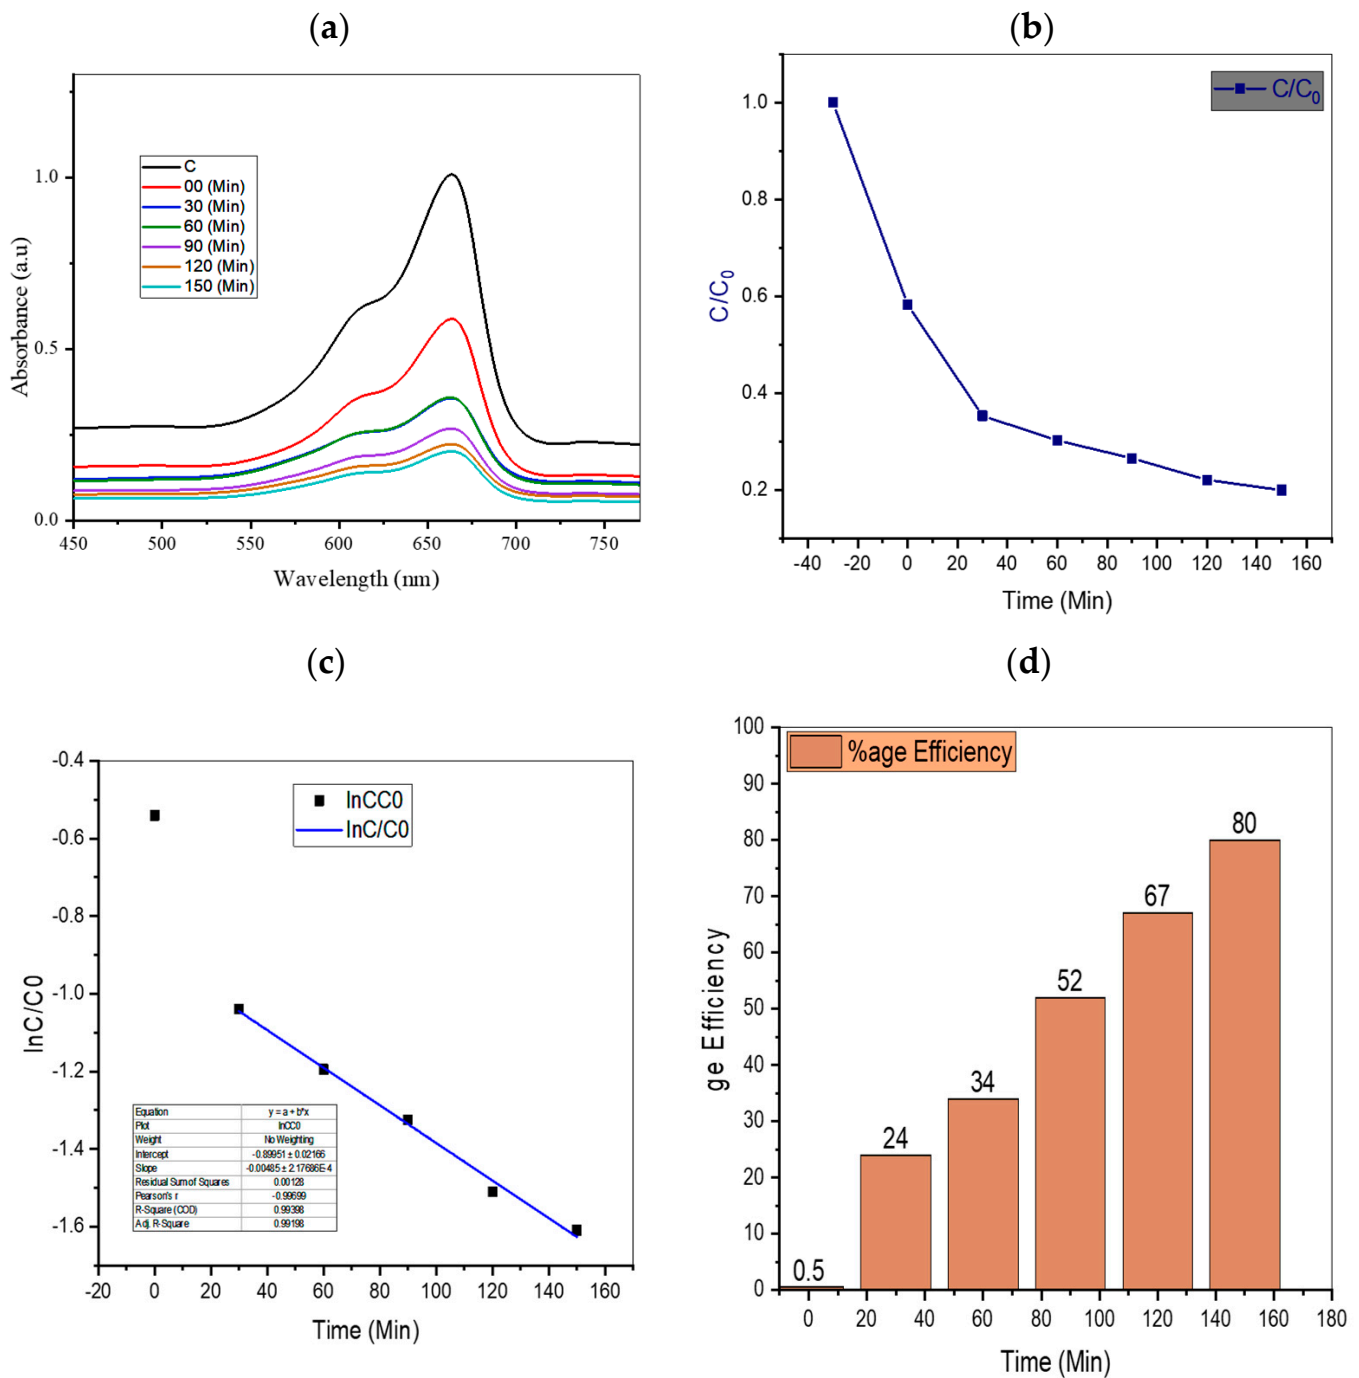 (a)
Absorbance (a.u)
1.0
0.5
0.0
C
00 (Min)
30 (Min)
60 (Min)
90 (Min)
120 (Min)
150 (Min)
450 500 550 600 650 700 750
Wavelength (nm)
(b)
C/C0
1.0
0.8
0.6
0.4
0.2
C/C0
-40 -20 0 20 40 60 80 100 120 140 160
Time (Min)
(c)
lnC/C0
-0.4
-0.6
-0.8
-1.0
-1.2
-1.4
-1.6
lnCC0
lnC/C0
Equation y = a + b*x
Plot lnCC0
Weight No Weighting
Intercept -0.89951 ± 0.02166
Slope -0.00485 ± 2.17686E-4
Residual Sum of Squares 0.00128
Pearson's r -0.99699
R-Square (COD) 0.99398
Adj. R-Square 0.99198
-20 0 20 40 60 80 100 120 140 160
Time (Min)
(d)
ge Efficiency
100
90
80
70
60
50
40
30
20
10
0
%age Efficiency
0.5
24
34
52
67
80
0 20 40 60 80 100 120 140 160 180
Time (Min)